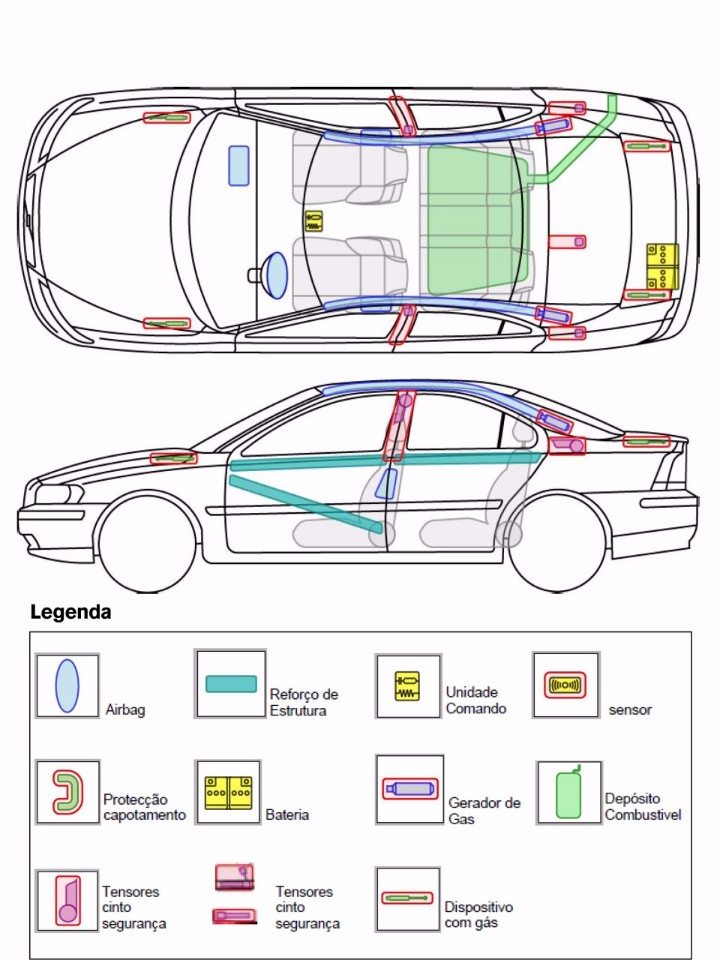 Legenda
Airbag
Reforço de
Estrutura
Unidade
Comando
sensor
Protecção
capotamento
Bateria
Gerador de
Gas
Depósito
Combustivel
Tensores
cinto
segurança
Tensores
cinto
segurança
Dispositivo
com gás